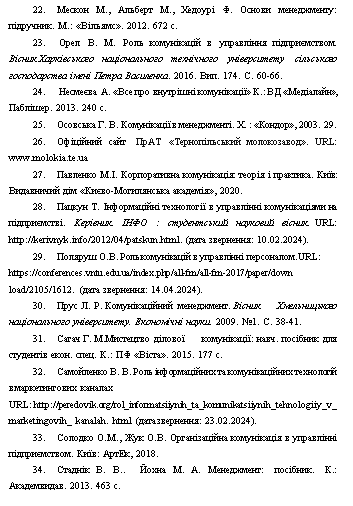 22. Мескон М., Альберт М., Хедоурі Ф. Основи менеджменту:
підручник. М.: «Вільямс». 2012. 672 с.
23. Орел В. М. Роль комунікацій в управління підприємством.
Вісник Харківського національного технічного університету сільського
господарства імені Петра Василенка. 2016. Вип. 174. С. 60-66.
24. Несмеєва А. «Все про внутрішні комунікації» К.: ВД «Медіалайн»,
Паблішер. 2013. 240 с.
25. Осовська Г. В. Комунікації в менеджменті. Х. : «Кондор», 2003. 29.
26. Офіційний сайт ПрАТ «Тернопільський молокозавод». URL:
www.molokia.te.ua
27. Павленко М.І. Корпоративна комунікація: теорія і практика. Київ:
Видавничий дім «Києво-Могилянська академія», 2020.
28. Пацкун Т. Інформаційні технології в управлінні комунікаціями на
підприємстві. Керівник. ІНФО : студентський науковий вісник. URL:
http://kerivnyk.info/2012/04/patskun.html. (дата звернення: 10.02.2024).
29. Поляруш О.В. Роль комунікацій в управлінні персоналом. URL:
https://conferences.vntu.edu.ua/index.php/all-fm/all-fm-2017/paper/down
load/2105/1612. (дата звернення: 14.04.2024).
30. Прус Л. Р. Комунікаційний менеджмент. Вісник Хмельницького
національного університету. Економічні науки. 2009. №1. С. 38-41.
31. Сагач Г. М.Мистецтво ділової комунікації: навч. посібник для
студентів екон. спец. К.: ПФ «Віста». 2015. 177 с.
32. Самойленко В. В. Роль інформаційних та комунікаційних технологій
в маркетингових каналах
URL: http://peredovik.org/rol_informatsiiynih_ta_komunikatsiiynih_tehnologiiy_v_
marketingovih_ kanalah. html (дата звернення: 23.02.2024).
33. Солодко О.М., Жук О.В. Організаційна комунікація в управлінні
підприємством. Київ: АртЕк, 2018.
34. Стаднік В. В.. Йохна М. А. Менеджмент: посібник. К.:
Академвидав. 2013. 463 с.